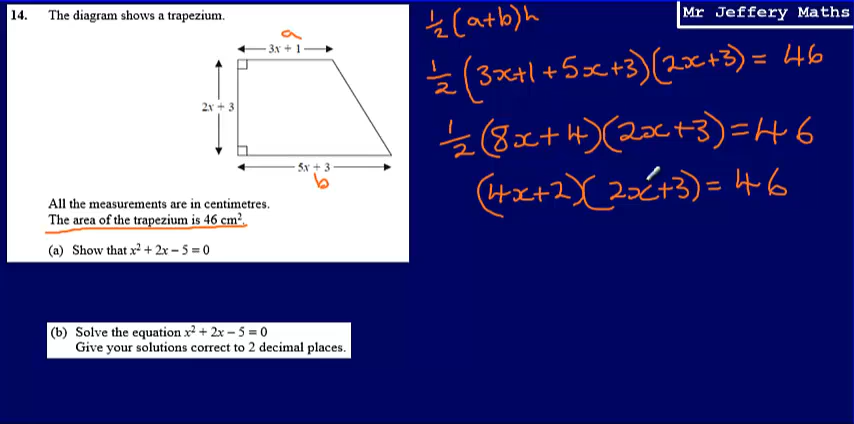 14. The diagram shows a trapezium.
a
3x + 1
2x + 3
5x + 3
b
All the measurements are in centimetres.
The area of the trapezium is 46 cm².
(a) Show that x² + 2x – 5 = 0
(b) Solve the equation x² + 2x – 5 = 0
Give your solutions correct to 2 decimal places.
Mr Jeffery Maths
½(a+b)h
½(3x+1+5x+3)(2x+3) = 46
½(8x+4)(2x+3)=46
(4x+2)(2x+3)=46